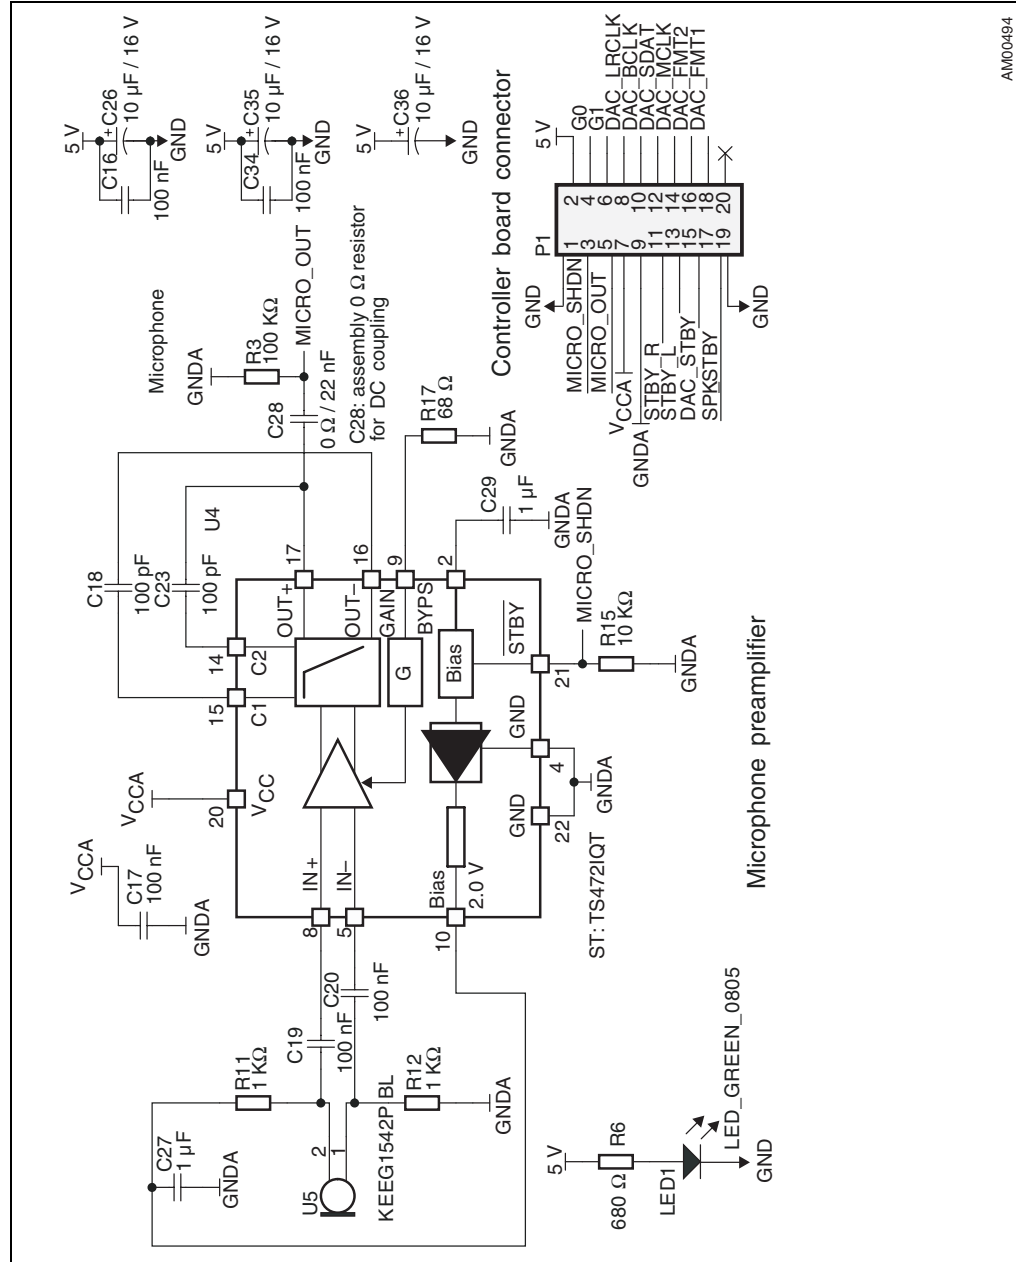 AM00494
5 V
C16
+C26
10 µF / 16 V
100 nF
GND
5 V
C34
+C35
10 µF / 16 V
100 nF
GND
5 V
+C36
10 µF / 16 V
GND
Microphone
GNDA
R3
100 KΩ
MICRO_OUT
C28
0 Ω / 22 nF
C28: assembly 0 Ω resistor
for DC coupling
Controller board connector
P1
GND
5 V
1
2
3
4
5
6
7
8
9
10
11
12
13
14
15
16
17
18
19
20
MICRO_SHDN
MICRO_OUT
VCCA
GNDA
STBY_R
STBY_L
DAC_STBY
SPKSTBY
G0
G1
DAC_LRCLK
DAC_BCLK
DAC_SDAT
DAC_MCLK
DAC_FMT2
DAC_FMT1
GND
C18
100 pF
C23
100 pF
U4
R17
68 Ω
GNDA
C29
1 µF
GNDA
17
16
9
2
OUT+
OUT–
GAIN
BYPS
14
C2
15
C1
20
VCC
VCCA
VCCA
C17
100 nF
GNDA
G
Bias
STBY
21
MICRO_SHDN
R15
10 KΩ
GNDA
GND
4
GND
22
GNDA
IN+
IN–
Bias
2.0 V
8
5
10
ST: TS472IQT
Microphone preamplifier
C19
100 nF
C20
100 nF
R11
1 KΩ
R12
1 KΩ
GNDA
C27
1 µF
GNDA
U5
2
1
KEEG1542P_BL
5 V
680 Ω
R6
LED1
LED_GREEN_0805
GND